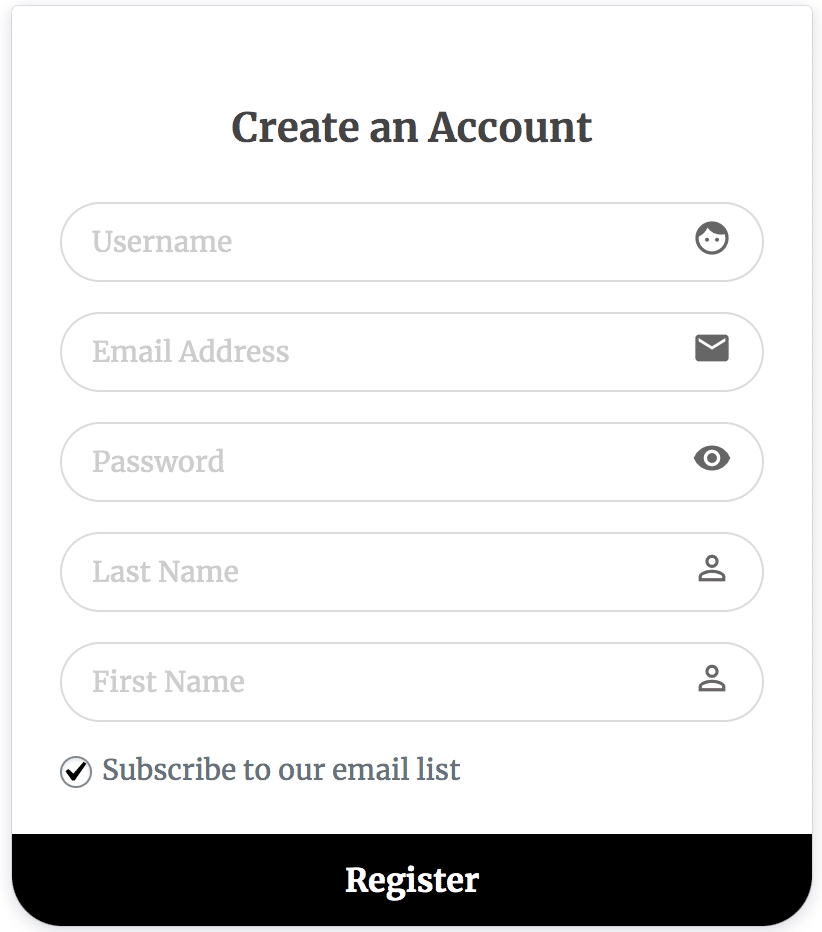 Create an Account
Username
Email Address
Password
Last Name
First Name
Subscribe to our email list
Register